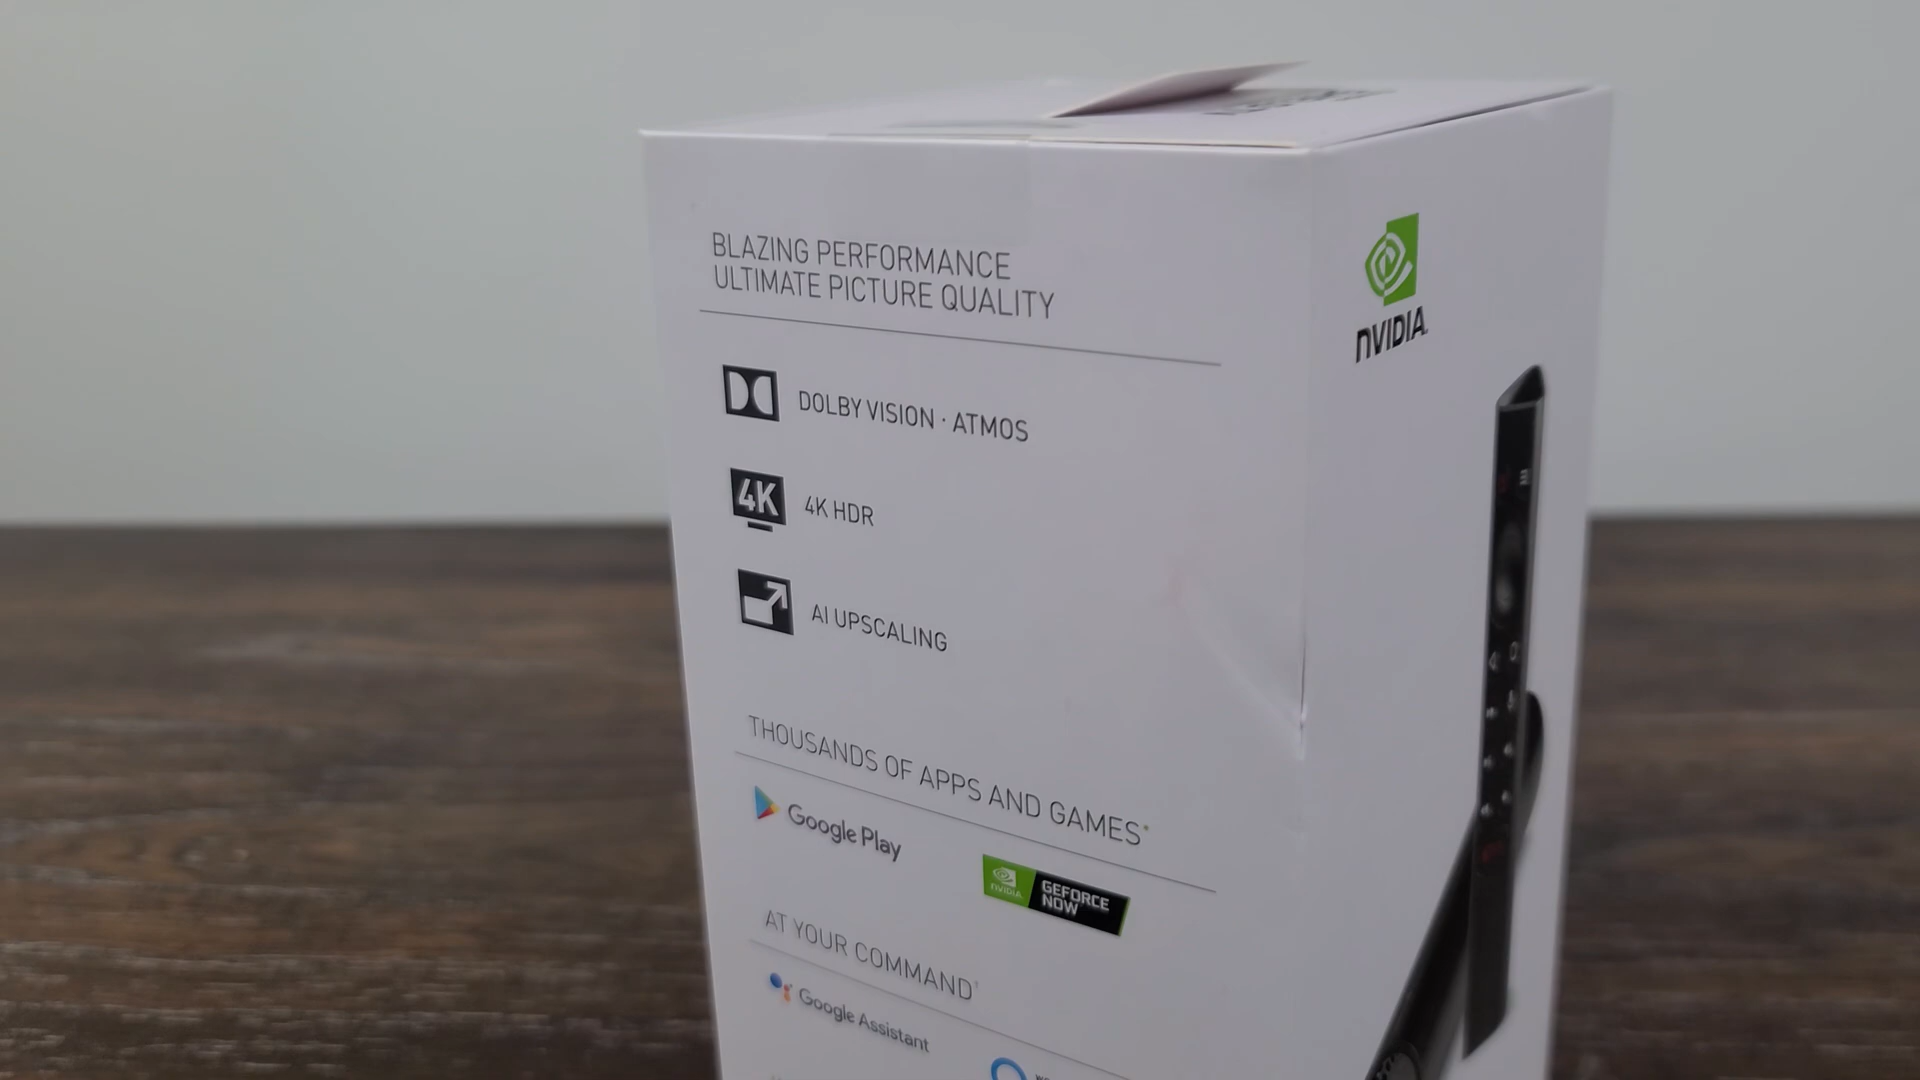 BLAZING PERFORMANCE
ULTIMATE PICTURE QUALITY
DOLBY VISION · ATMOS
4K
4K HDR
AI UPSCALING
THOUSANDS OF APPS AND GAMES*
Google Play
NVIDIA
GEFORCE
NOW
AT YOUR COMMAND†
Google Assistant
NVIDIA.